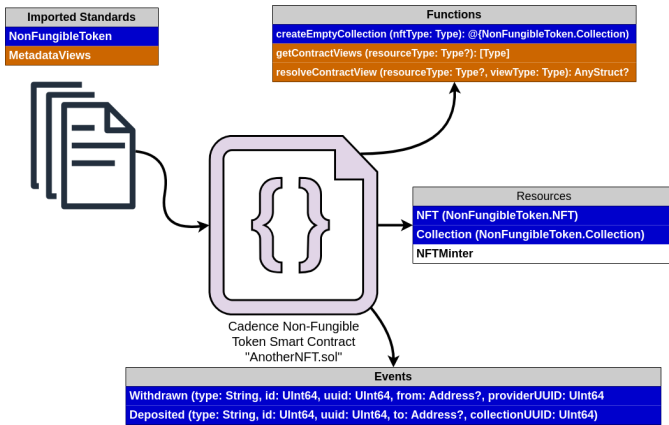 Imported Standards
NonFungibleToken
MetadataViews
Functions
createEmptyCollection (nftType: Type): @{NonFungibleToken.Collection)
getContractViews (resourceType: Type?): [Type]
resolveContractView (resourceType: Type?, viewType: Type): AnyStruct?
Resources
NFT (NonFungibleToken.NFT)
Collection (NonFungibleToken.Collection)
NFTMinter
{ }
Cadence Non-Fungible
Token Smart Contract
"AnotherNFT.sol"
Events
Withdrawn (type: String, id: UInt64, uuid: UInt64, from: Address?, providerUUID: UInt64
Deposited (type: String, id: UInt64, uuid: UInt64, to: Address?, collectionUUID: UInt64)